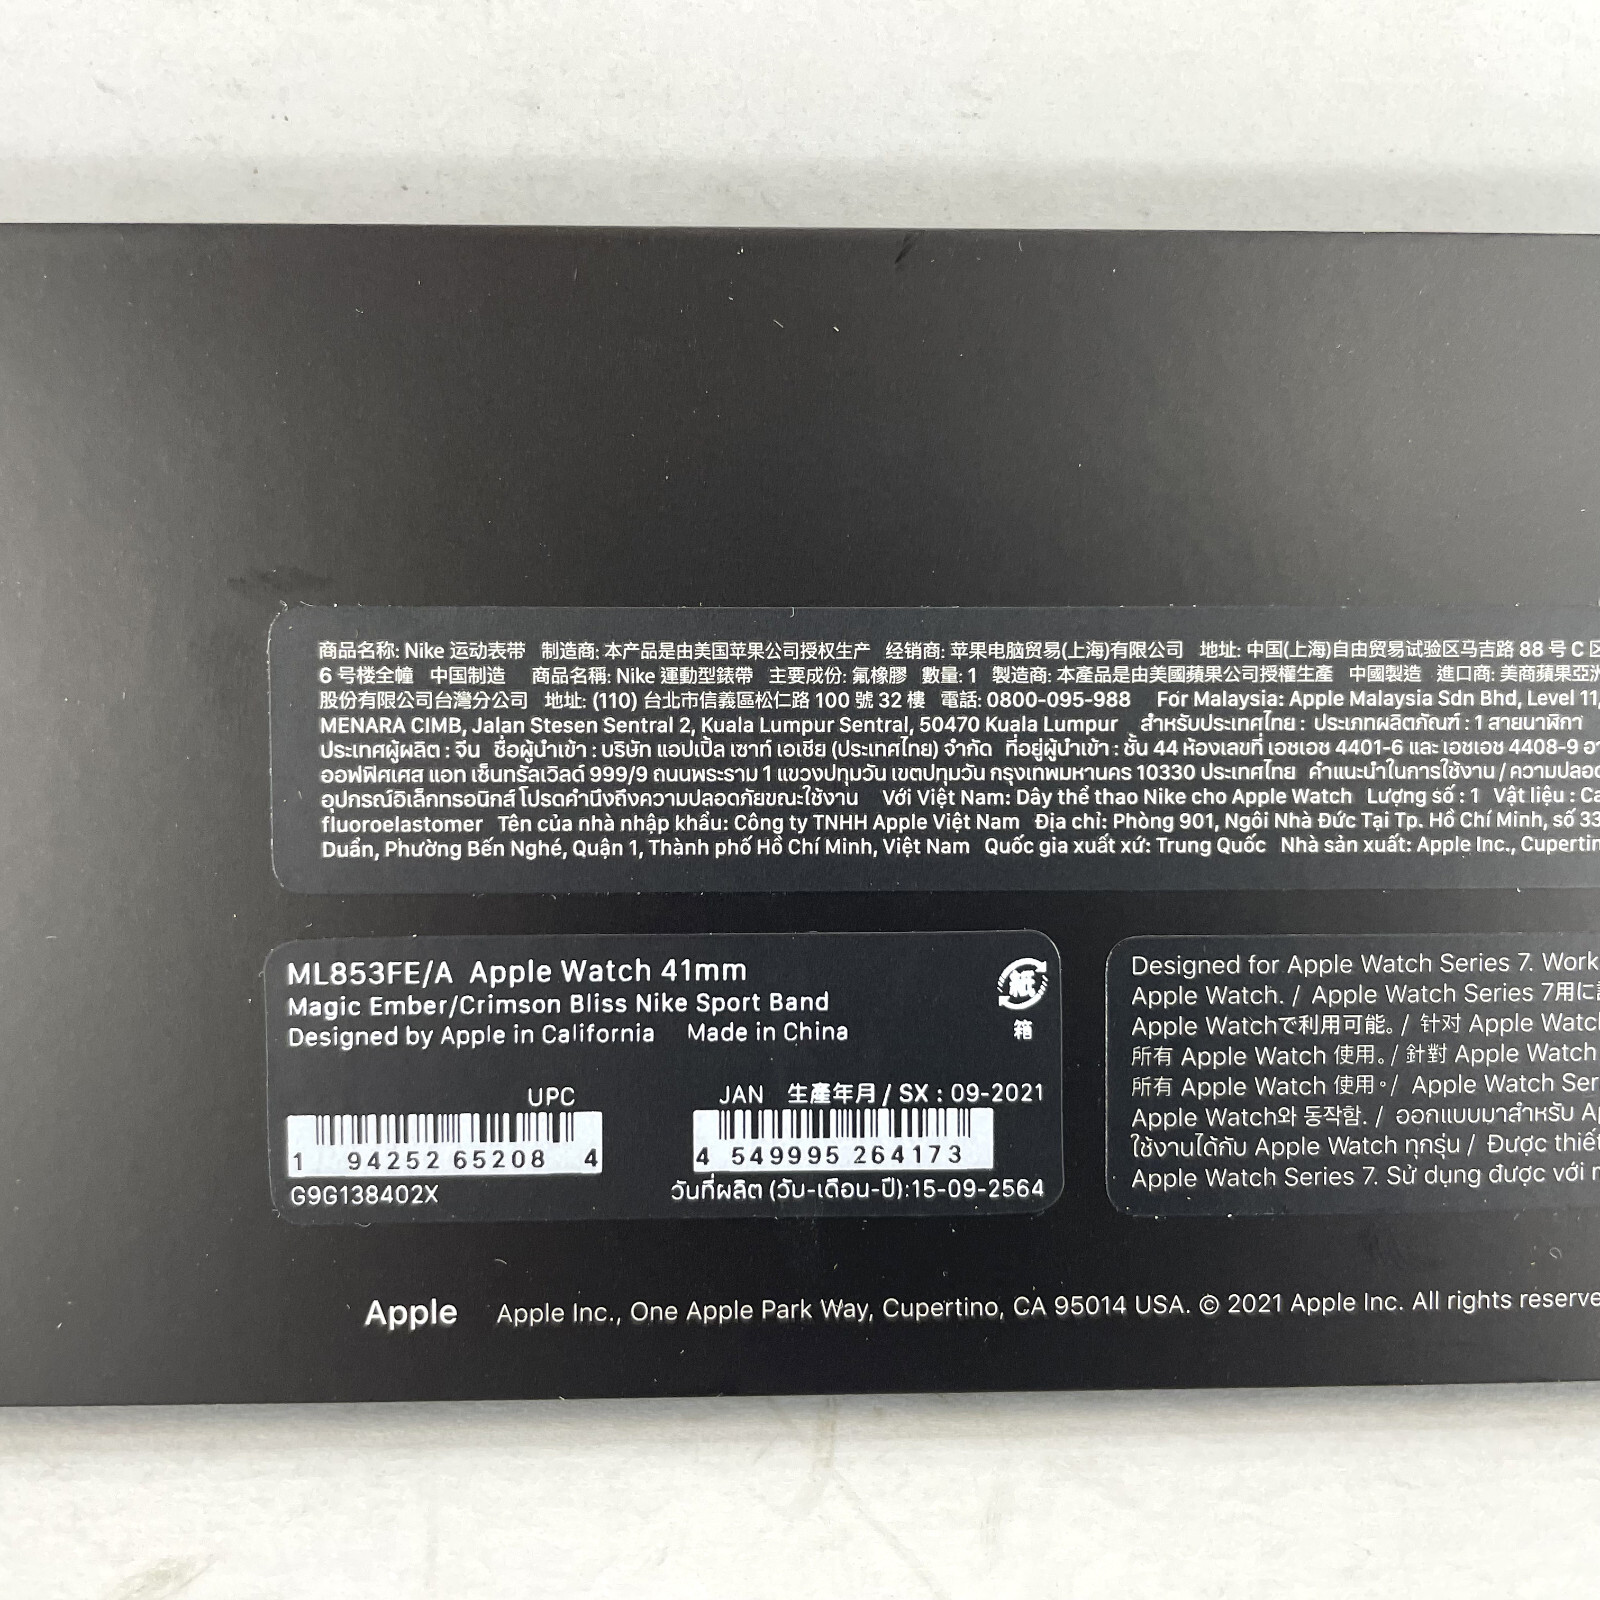 商品名称: Nike 运动表带 制造商: 本产品是由美国苹果公司授权生产 经销商: 苹果电脑贸易(上海)有限公司 地址: 中国(上海)自由贸易试验区马吉路 88 号 C 区
6 号楼全幢 中国制造 商品名稱: Nike 運動型錶帶 主要成份: 氟橡膠 數量: 1 製造商: 本產品是由美國蘋果公司授權生產 中國製造 進口商: 美商蘋果亞洲
股份有限公司台灣分公司 地址: (110) 台北市信義區松仁路 100 號 32 樓 電話: 0800-095-988 For Malaysia: Apple Malaysia Sdn Bhd, Level 11,
MENARA CIMB, Jalan Stesen Sentral 2, Kuala Lumpur Sentral, 50470 Kuala Lumpur สำหรับประเทศไทย : ประเภทผลิตภัณฑ์ : 1 สายนาฬิกา
ประเทศผู้ผลิต : จีน ชื่อผู้นำเข้า : บริษัท แอปเปิ้ล เซาท์ เอเชีย (ประเทศไทย) จำกัด ที่อยู่ผู้นำเข้า : ชั้น 44 ห้องเลขที่ เอชเอช 4401-6 และ เอชเอช 4408-9
ออฟฟิศเศส แอท เซ็นทรัลเวิลด์ 999/9 ถนนพระราม 1 แขวงปทุมวัน เขตปทุมวัน กรุงเทพมหานคร 10330 ประเทศไทย คำแนะนำในการใช้งาน /
อุปกรณ์อิเล็กทรอนิกส์ โปรดคำนึงถึงความปลอดภัยขณะใช้งาน Với Việt Nam: Dây thể thao Nike cho Apple Watch Lượng số : 1 Vật liệu :
fluoroelastomer Tên của nhà nhập khẩu: Công ty TNHH Apple Việt Nam Địa chỉ: Phòng 901, Ngôi Nhà Đức Tại Tp. Hồ Chí Minh, số 33
Duẩn, Phường Bến Nghé, Quận 1, Thành phố Hồ Chí Minh, Việt Nam Quốc gia xuất xứ: Trung Quốc Nhà sản xuất: Apple Inc.,
ML853FE/A Apple Watch 41mm
Magic Ember/Crimson Bliss Nike Sport Band
Designed by Apple in California Made in China
紙
箱
UPC
1 94252 65208 4
G9G138402X
JAN 生產年月 / SX : 09-2021
4 549995 264173
วันที่ผลิต (วัน-เดือน-ปี):15-09-2564
Designed for Apple Watch Series 7. Work
Apple Watch. / Apple Watch Series 7用に
Apple Watchで利用可能。/ 针对 Apple Watch
所有 Apple Watch 使用。/ 針對 Apple Watch
所有 Apple Watch 使用。/ Apple Watch Ser
Apple Watch와 동작함. / ออกแบบมาสำหรับ
ใช้งานได้กับ Apple Watch ทุกรุ่น / Được thiết
Apple Watch Series 7. Sử dụng được với
Apple Apple Inc., One Apple Park Way, Cupertino, CA 95014 USA. © 2021 Apple Inc. All rights reserve